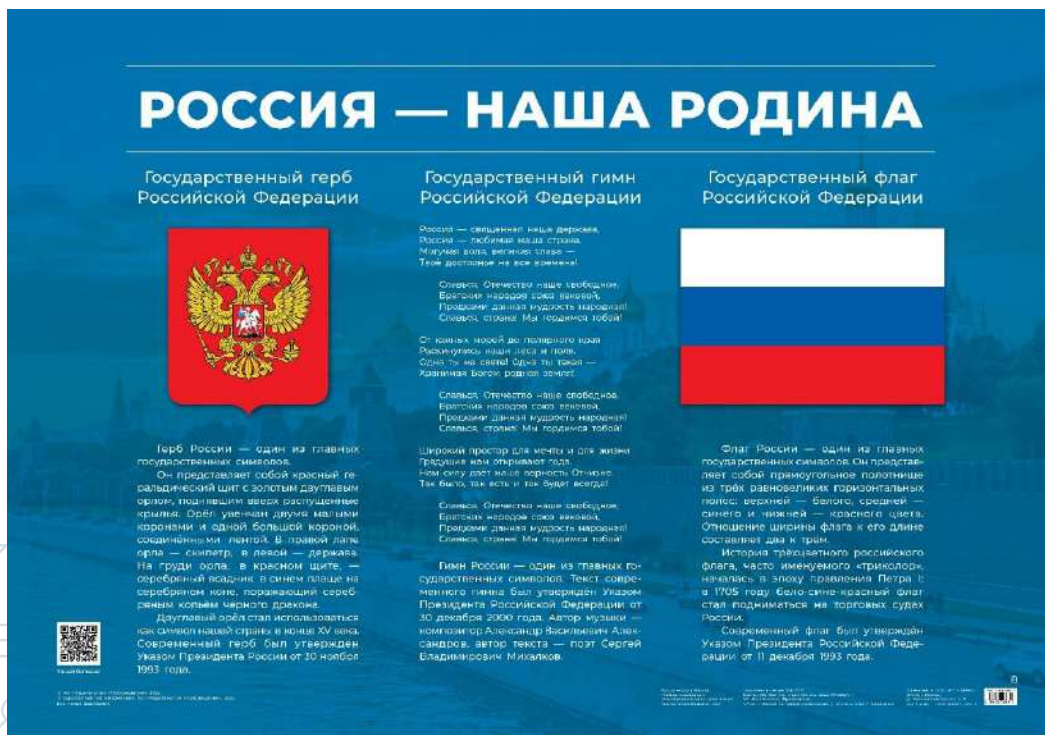 РОССИЯ — НАША РОДИНА
Государственный герб
Российской Федерации
Герб России — один из главных
государственных символов.
Он представляет собой красный ге-
ральдический щит с золотым двуглавым
орлом, поднявшим вверх распущенные
крылья. Орёл увенчан двумя малыми
коронами и одной большой короной,
соединёнными лентой. В правой лапе
орла — скипетр, в левой — держава.
На груди орла, в красном щите, —
серебряный всадник в синем плаще на
серебряном коне, поражающий сереб-
ряным копьём чёрного дракона.
Двуглавый орёл стал использоваться
как символ нашей страны в конце XV века.
Современный герб был утверждён
Указом Президента России от 30 ноября
1993 года.
Государственный гимн
Российской Федерации
Россия — священная наша держава,
Россия — любимая наша страна.
Могучая воля, великая слава —
Твоё достоянье на все времена!
Славься, Отечество наше свободное,
Братских народов союз вековой,
Предками данная мудрость народная!
Славься, страна! Мы гордимся тобой!
От южных морей до полярного края
Раскинулись наши леса и поля.
Одна ты на свете! Одна ты такая —
Хранимая Богом родная земля!
Славься, Отечество наше свободное,
Братских народов союз вековой,
Предками данная мудрость народная!
Славься, страна! Мы гордимся тобой!
Широкий простор для мечты и для жизни
Грядущие нам открывают года.
Нам силу даёт наша верность Отчизне.
Так было, так есть и так будет всегда!
Славься, Отечество наше свободное,
Братских народов союз вековой,
Предками данная мудрость народная!
Славься, страна! Мы гордимся тобой!
Гимн России — один из главных го-
сударственных символов. Текст совре-
менного гимна был утверждён Указом
Президента Российской Федерации от
30 декабря 2000 года. Автор музыки —
композитор Александр Васильевич Алек-
сандров, автор текста — поэт Сергей
Владимирович Михалков.
Государственный флаг
Российской Федерации
Флаг России — один из главных
государственных символов. Он представ-
ляет собой прямоугольное полотнище
из трёх равновеликих горизонтальных
полос: верхней — белого, средней —
синего и нижней — красного цвета.
Отношение ширины флага к его длине
составляет два к трём.
История трёхцветного российского
флага, часто именуемого «триколор»,
началась в эпоху правления Петра I:
в 1705 году бело-сине-красный флаг
стал подниматься на торговых судах
России.
Современный флаг был утверждён
Указом Президента Российской Феде-
рации от 11 декабря 1993 года.